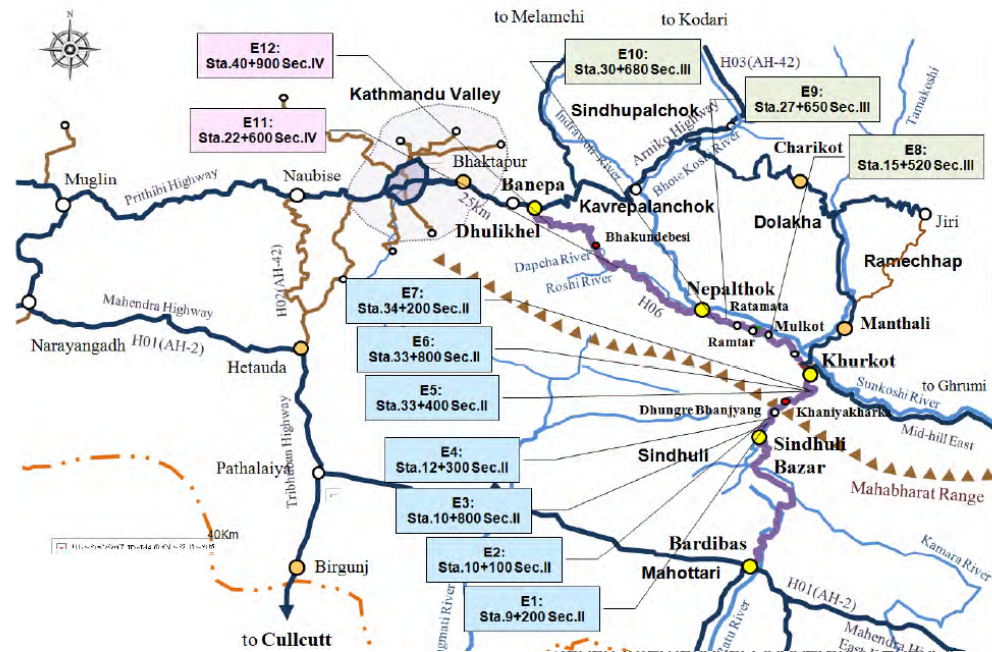 to Melamchi
to Kodari
E12:
Sta.40+900 Sec.IV
E10:
Sta.30+680 Sec.III
H03(AH-42)
E9:
Sta.27+650 Sec.III
Tamakoshi
Kathmandu Valley
Sindhupalchok
E11:
Sta.22+600 Sec.IV
Indrawati River
Arniko Highway
Bhote Koshi River
Charikot
E8:
Sta.15+520 Sec.III
Bhaktapur
Muglin
Prithibi Highway
Naubise
Banepa
25km
Kavrepalanchok
Dolakha
Jiri
Dhulikhel
Bhakundebesi
Dapcha River
Roshi River
Ramechhap
H02(AH-42)
E7:
Sta.34+200 Sec.II
Nepalthok
H06
Ratamata
Mahendra Highway
H01(AH-2)
Mulkot
Ramtar
Manthali
Narayangadh
E6:
Sta.33+800 Sec.II
Hetauda
Khurkot
Sunkoshi River
to Ghrumi
E5:
Sta.33+400 Sec.II
Dhungre Bhanjyang
Khaniyakharka
Mid-hill East
Tribhuban Highway
E4:
Sta.12+300 Sec.II
Sindhuli
Sindhuli
Bazar
Pathalaiya
Mahabharat Range
E3:
Sta.10+800 Sec.II
40Km
E2:
Sta.10+100 Sec.II
Bardibas
Kamara River
Birgunj
Mahottari
H01(AH-2)
E1:
Sta.9+200 Sec.II
Ratu River
Mahendra
to Cullcutt